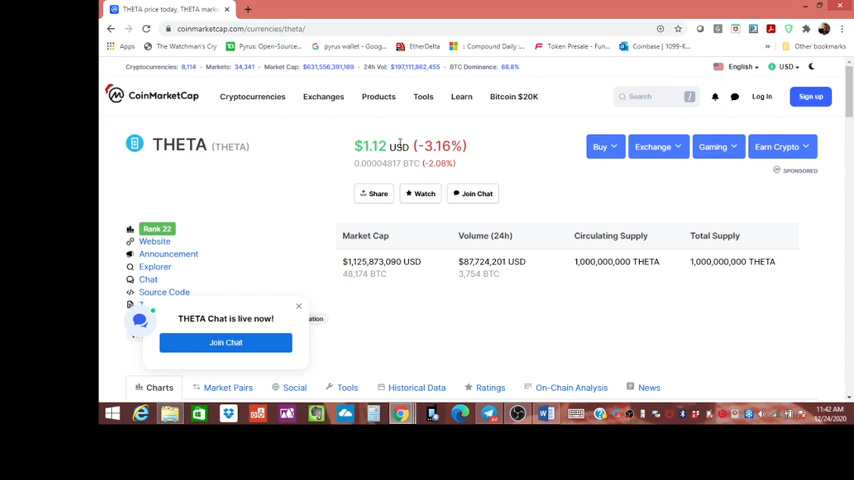 THETA price today, THETA market
coinmarketcap.com/currencies/theta/
Apps The Watchman's Cry Pyrus Open-Source... pyrus wallet - Goog... EtherDelta :: Compound Daily :... Token Presale - Fun... Coinbase | 1099-K... » Other bookmarks
Cryptocurrencies: 8,114 Markets: 34,341 Market Cap: $631,556,391,169 24h Vol: $197,111,862,455 BTC Dominance: 68.8% English USD
CoinMarketCap Cryptocurrencies Exchanges Products Tools Learn Bitcoin $20K Search / Log In Sign up
THETA (THETA) $1.12 USD (-3.16%) Buy Exchange Gaming Earn Crypto
0.00004817 BTC (-2.08%)
SPONSORED
Share Watch Join Chat
Rank 22
Website
Announcement
Explorer
Chat
Source Code
Market Cap Volume (24h) Circulating Supply Total Supply
$1,125,873,090 USD $87,724,201 USD 1,000,000,000 THETA 1,000,000,000 THETA
48,174 BTC 3,754 BTC
THETA Chat is live now!
Join Chat
Charts Market Pairs Social Tools Historical Data Ratings On-Chain Analysis News
11:42 AM
12/24/2020